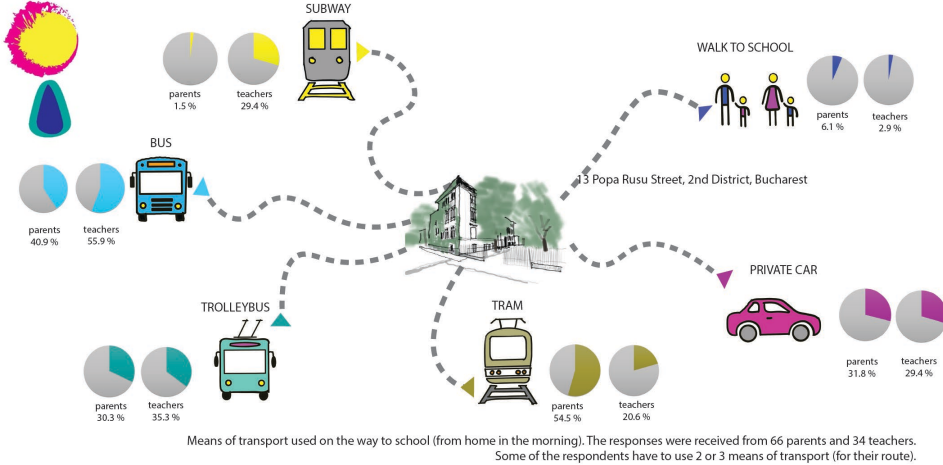 SUBWAY
parents
1.5 %
teachers
29.4 %
WALK TO SCHOOL
parents
6.1 %
teachers
2.9 %
BUS
parents
40.9 %
teachers
55.9 %
13 Popa Rusu Street, 2nd District, Bucharest
TROLLEYBUS
parents
30.3 %
teachers
35.3 %
TRAM
parents
54.5 %
teachers
20.6 %
PRIVATE CAR
parents
31.8 %
teachers
29.4 %
Means of transport used on the way to school (from home in the morning). The responses were received from 66 parents and 34 teachers.
Some of the respondents have to use 2 or 3 means of transport (for their route).